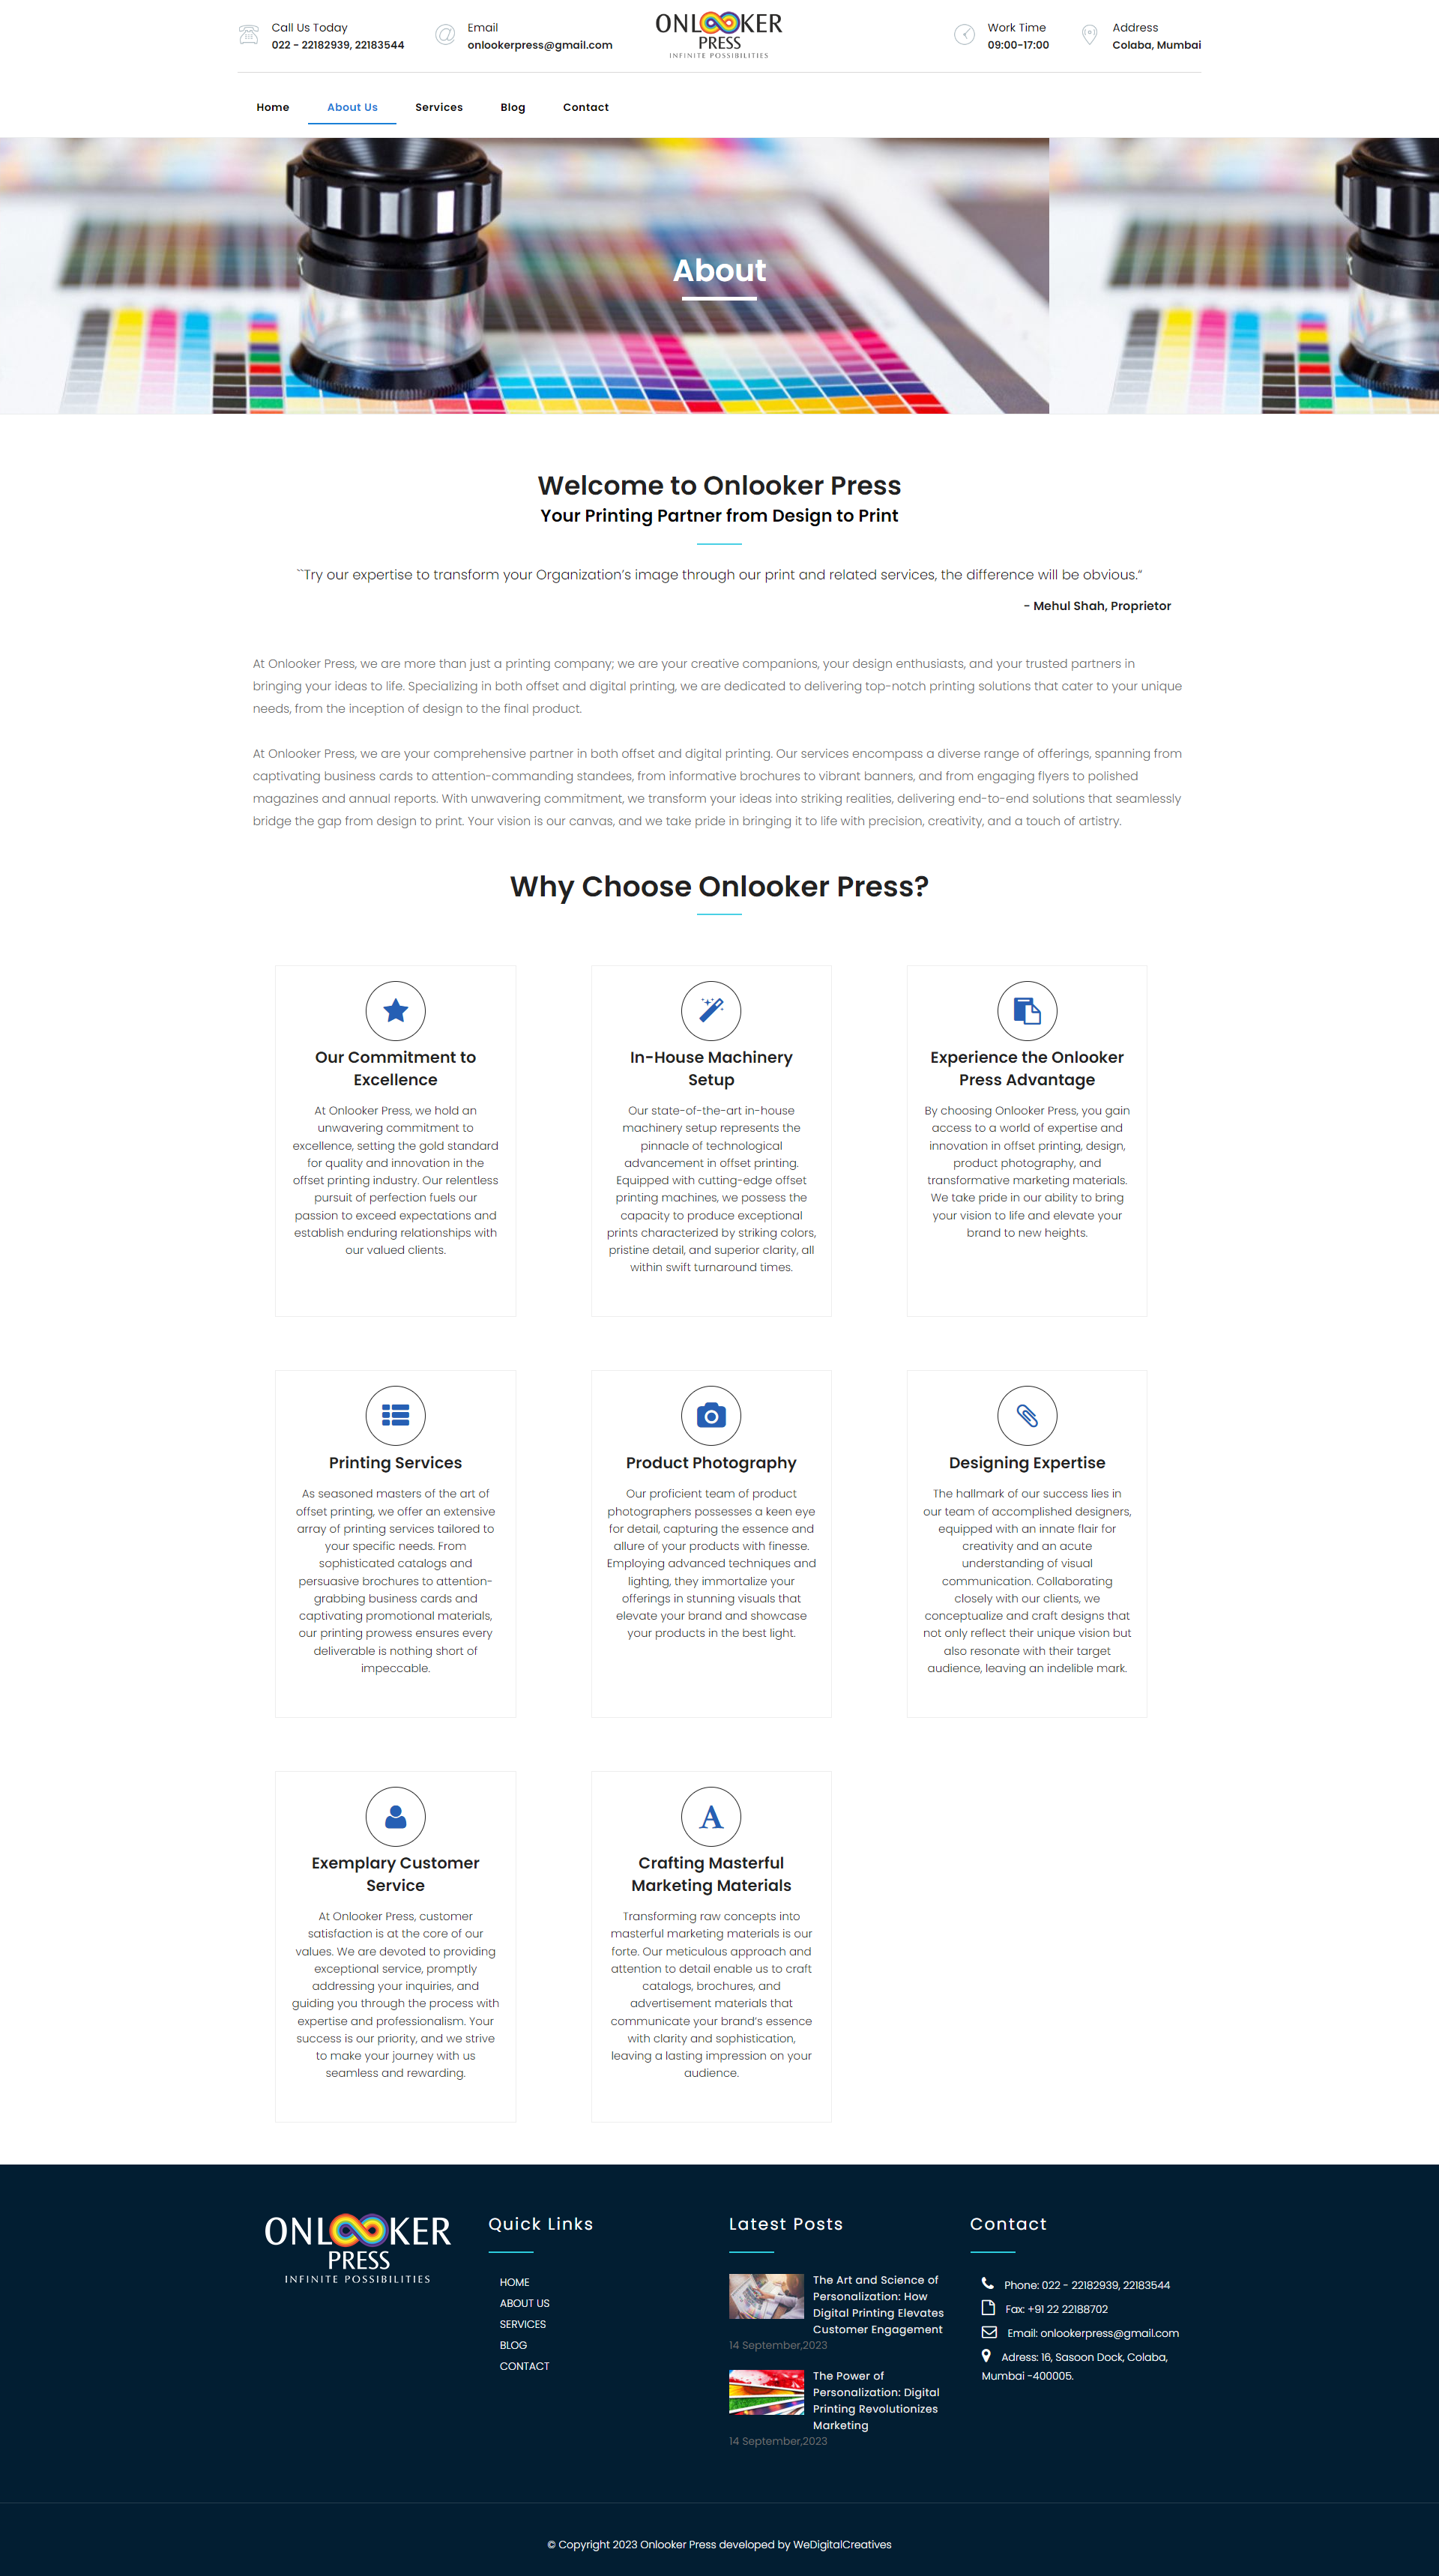 Call Us Today
022 - 22182939, 22183544
Email
onlookerpress@gmail.com
ONLOOKER
PRESS
INFINITE POSSIBILITIES
Work Time
09:00-17:00
Address
Colaba, Mumbai
Home
About Us
Services
Blog
Contact
About
Welcome to Onlooker Press
Your Printing Partner from Design to Print
``Try our expertise to transform your Organization’s image through our print and related services, the difference will be obvious.“
- Mehul Shah, Proprietor
At Onlooker Press, we are more than just a printing company; we are your creative companions, your design enthusiasts, and your trusted partners in
bringing your ideas to life. Specializing in both offset and digital printing, we are dedicated to delivering top-notch printing solutions that cater to your unique
needs, from the inception of design to the final product.
At Onlooker Press, we are your comprehensive partner in both offset and digital printing. Our services encompass a diverse range of offerings, spanning from
captivating business cards to attention-commanding standees, from informative brochures to vibrant banners, and from engaging flyers to polished
magazines and annual reports. With unwavering commitment, we transform your ideas into striking realities, delivering end-to-end solutions that seamlessly
bridge the gap from design to print. Your vision is our canvas, and we take pride in bringing it to life with precision, creativity, and a touch of artistry.
Why Choose Onlooker Press?
Our Commitment to
Excellence
At Onlooker Press, we hold an
unwavering commitment to
excellence, setting the gold standard
for quality and innovation in the
offset printing industry. Our relentless
pursuit of perfection fuels our
passion to exceed expectations and
establish enduring relationships with
our valued clients.
In-House Machinery
Setup
Our state-of-the-art in-house
machinery setup represents the
pinnacle of technological
advancement in offset printing.
Equipped with cutting-edge offset
printing machines, we possess the
capacity to produce exceptional
prints characterized by striking colors,
pristine detail, and superior clarity, all
within swift turnaround times.
Experience the Onlooker
Press Advantage
By choosing Onlooker Press, you gain
access to a world of expertise and
innovation in offset printing, design,
product photography, and
transformative marketing materials.
We take pride in our ability to bring
your vision to life and elevate your
brand to new heights.
Printing Services
As seasoned masters of the art of
offset printing, we offer an extensive
array of printing services tailored to
your specific needs. From
sophisticated catalogs and
persuasive brochures to attention-
grabbing business cards and
captivating promotional materials,
our printing prowess ensures every
deliverable is nothing short of
impeccable.
Product Photography
Our proficient team of product
photographers possesses a keen eye
for detail, capturing the essence and
allure of your products with finesse.
Employing advanced techniques and
lighting, they immortalize your
offerings in stunning visuals that
elevate your brand and showcase
your products in the best light.
Designing Expertise
The hallmark of our success lies in
our team of accomplished designers,
equipped with an innate flair for
creativity and an acute
understanding of visual
communication. Collaborating
closely with our clients, we
conceptualize and craft designs that
not only reflect their unique vision but
also resonate with their target
audience, leaving an indelible mark.
Exemplary Customer
Service
At Onlooker Press, customer
satisfaction is at the core of our
values. We are devoted to providing
exceptional service, promptly
addressing your inquiries, and
guiding you through the process with
expertise and professionalism. Your
success is our priority, and we strive
to make your journey with us
seamless and rewarding.
Crafting Masterful
Marketing Materials
Transforming raw concepts into
masterful marketing materials is our
forte. Our meticulous approach and
attention to detail enable us to craft
catalogs, brochures, and
advertisement materials that
communicate your brand’s essence
with clarity and sophistication,
leaving a lasting impression on your
audience.
ONLOOKER
PRESS
INFINITE POSSIBILITIES
Quick Links
HOME
ABOUT US
SERVICES
BLOG
CONTACT
Latest Posts
The Art and Science of
Personalization: How
Digital Printing Elevates
Customer Engagement
14 September,2023
The Power of
Personalization: Digital
Printing Revolutionizes
Marketing
14 September,2023
Contact
Phone: 022 - 22182939, 22183544
Fax: +91 22 22188702
Email: onlookerpress@gmail.com
Adress: 16, Sasoon Dock, Colaba,
Mumbai -400005.
© Copyright 2023 Onlooker Press developed by WeDigitalCreatives